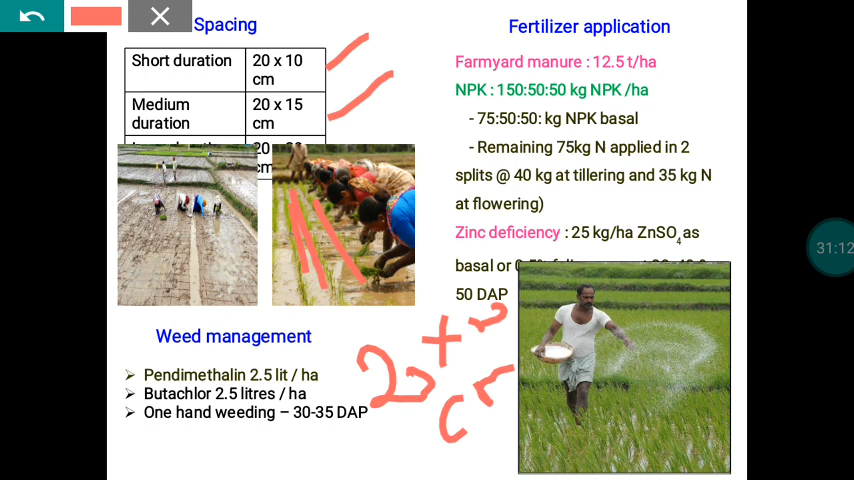 Spacing
Short duration 20 x 10
cm
Medium 20 x 15
duration cm
20
cm
Fertilizer application
Farmyard manure : 12.5 t/ha
NPK : 150:50:50 kg NPK /ha
- 75:50:50: kg NPK basal
- Remaining 75kg N applied in 2
splits @ 40 kg at tillering and 35 kg N
at flowering)
Zinc deficiency : 25 kg/ha ZnSO4 as
basal or
50 DAP
Weed management
➢ Pendimethalin 2.5 lit / ha
➢ Butachlor 2.5 litres / ha
➢ One hand weeding – 30-35 DAP
20 x
cm
31:12